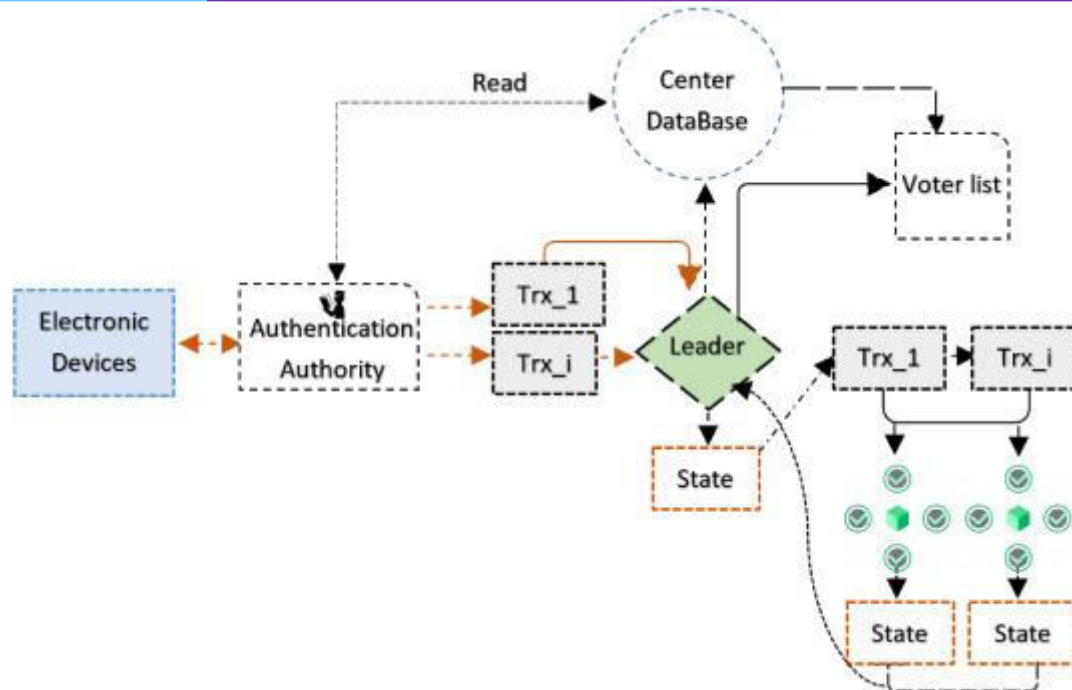 Read
Center
DataBase
Voter list
Electronic
Devices
Authentication
Authority
Trx_1
Trx_i
Leader
Trx_1
Trx_i
State
State
State